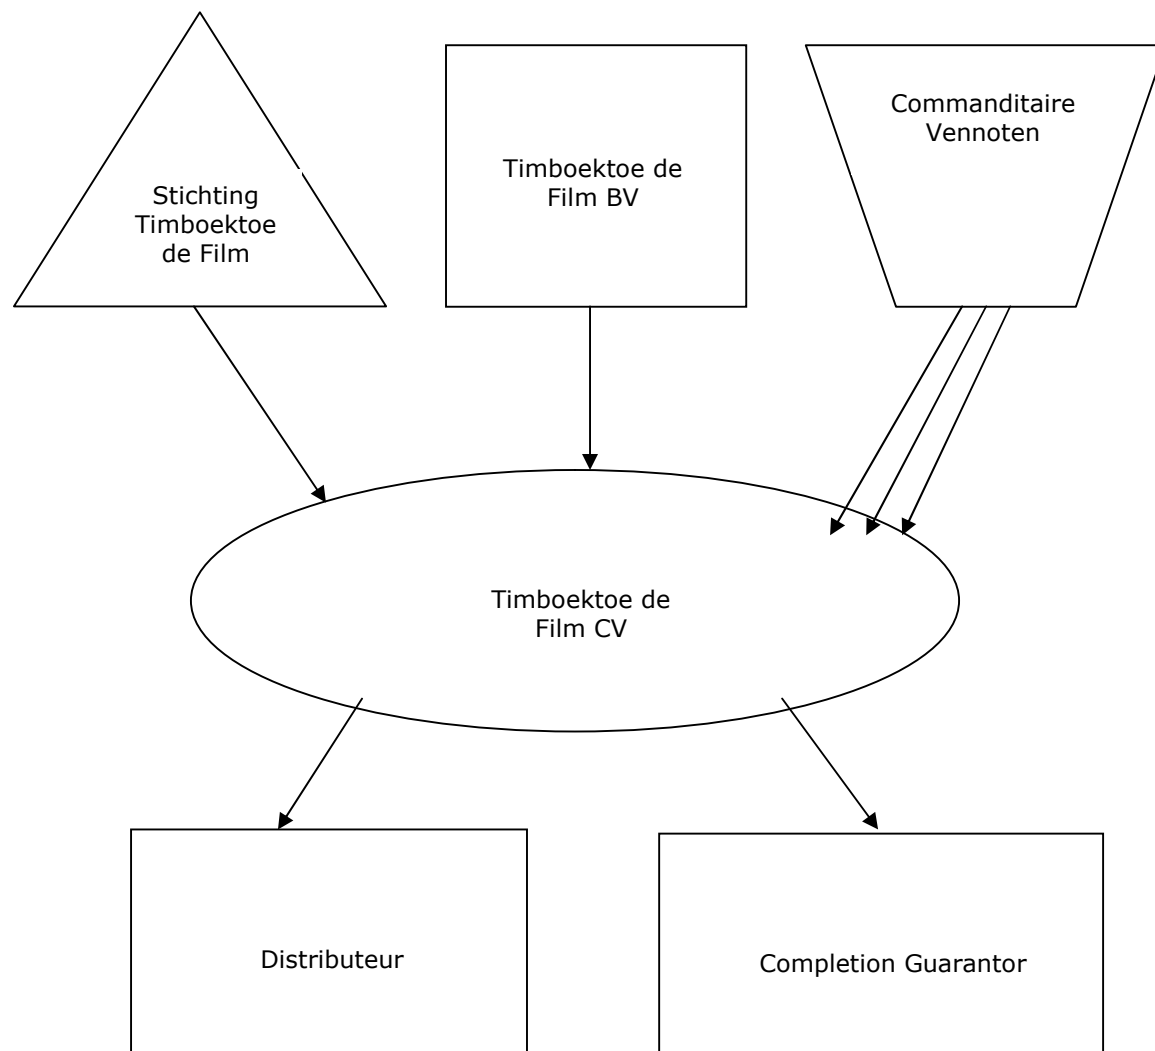 Stichting
Timboektoe
de Film
Timboektoe de
Film BV
Commanditaire
Vennoten
Timboektoe de
Film CV
Distributeur
Completion Guarantor